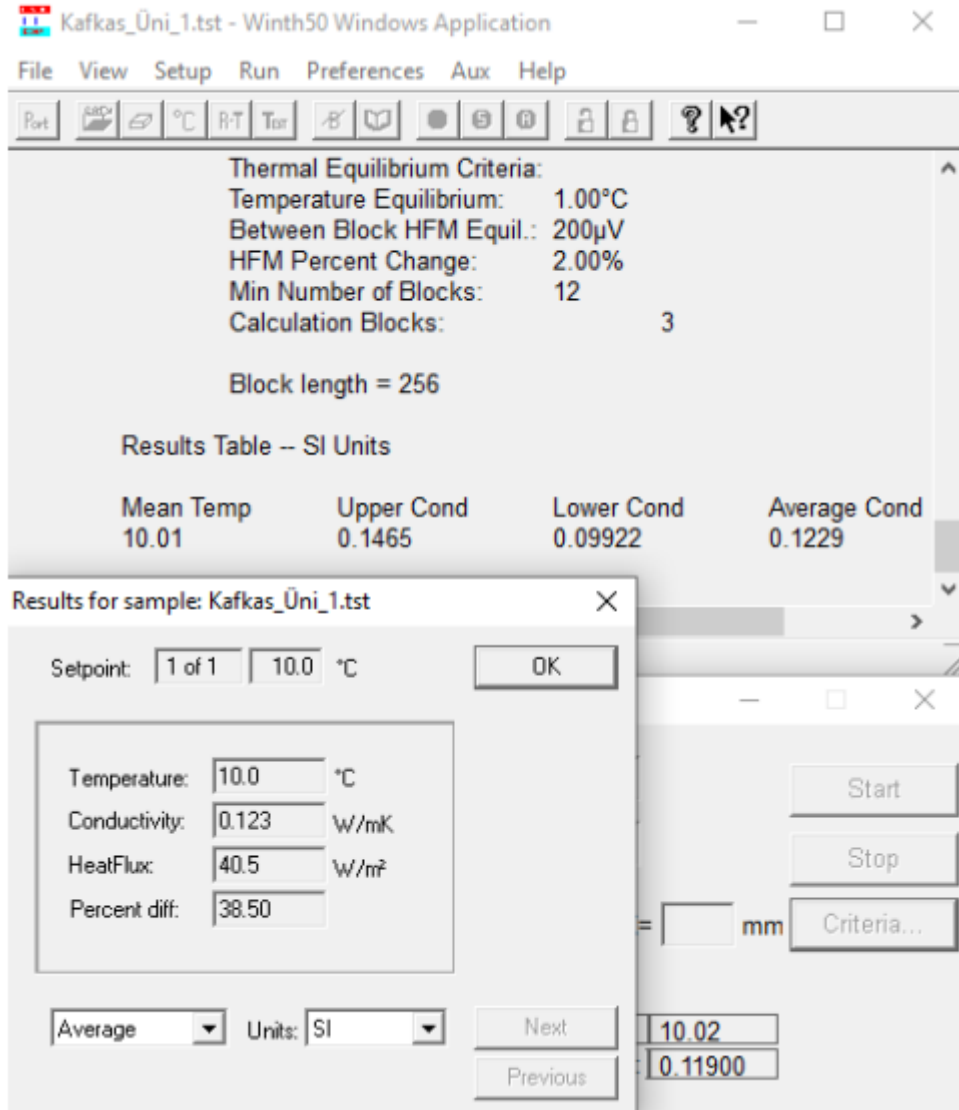 Kafkas_Üni_1.tst - Winth50 Windows Application
File View Setup Run Preferences Aux Help
Port °C R-T Text
Thermal Equilibrium Criteria:
Temperature Equilibrium: 1.00°C
Between Block HFM Equil.: 200µV
HFM Percent Change: 2.00%
Min Number of Blocks: 12
Calculation Blocks: 3
Block length = 256
Results Table -- SI Units
Mean Temp Upper Cond Lower Cond Average Cond
10.01 0.1465 0.09922 0.1229
Results for sample: Kafkas_Üni_1.tst
Setpoint: 1 of 1 10.0 °C OK
Temperature: 10.0 °C
Conductivity: 0.123 W/mK
HeatFlux: 40.5 W/m²
Percent diff: 38.50
Average Units: SI Next
Previous
Start
Stop
= mm Criteria...
10.02
: 0.11900